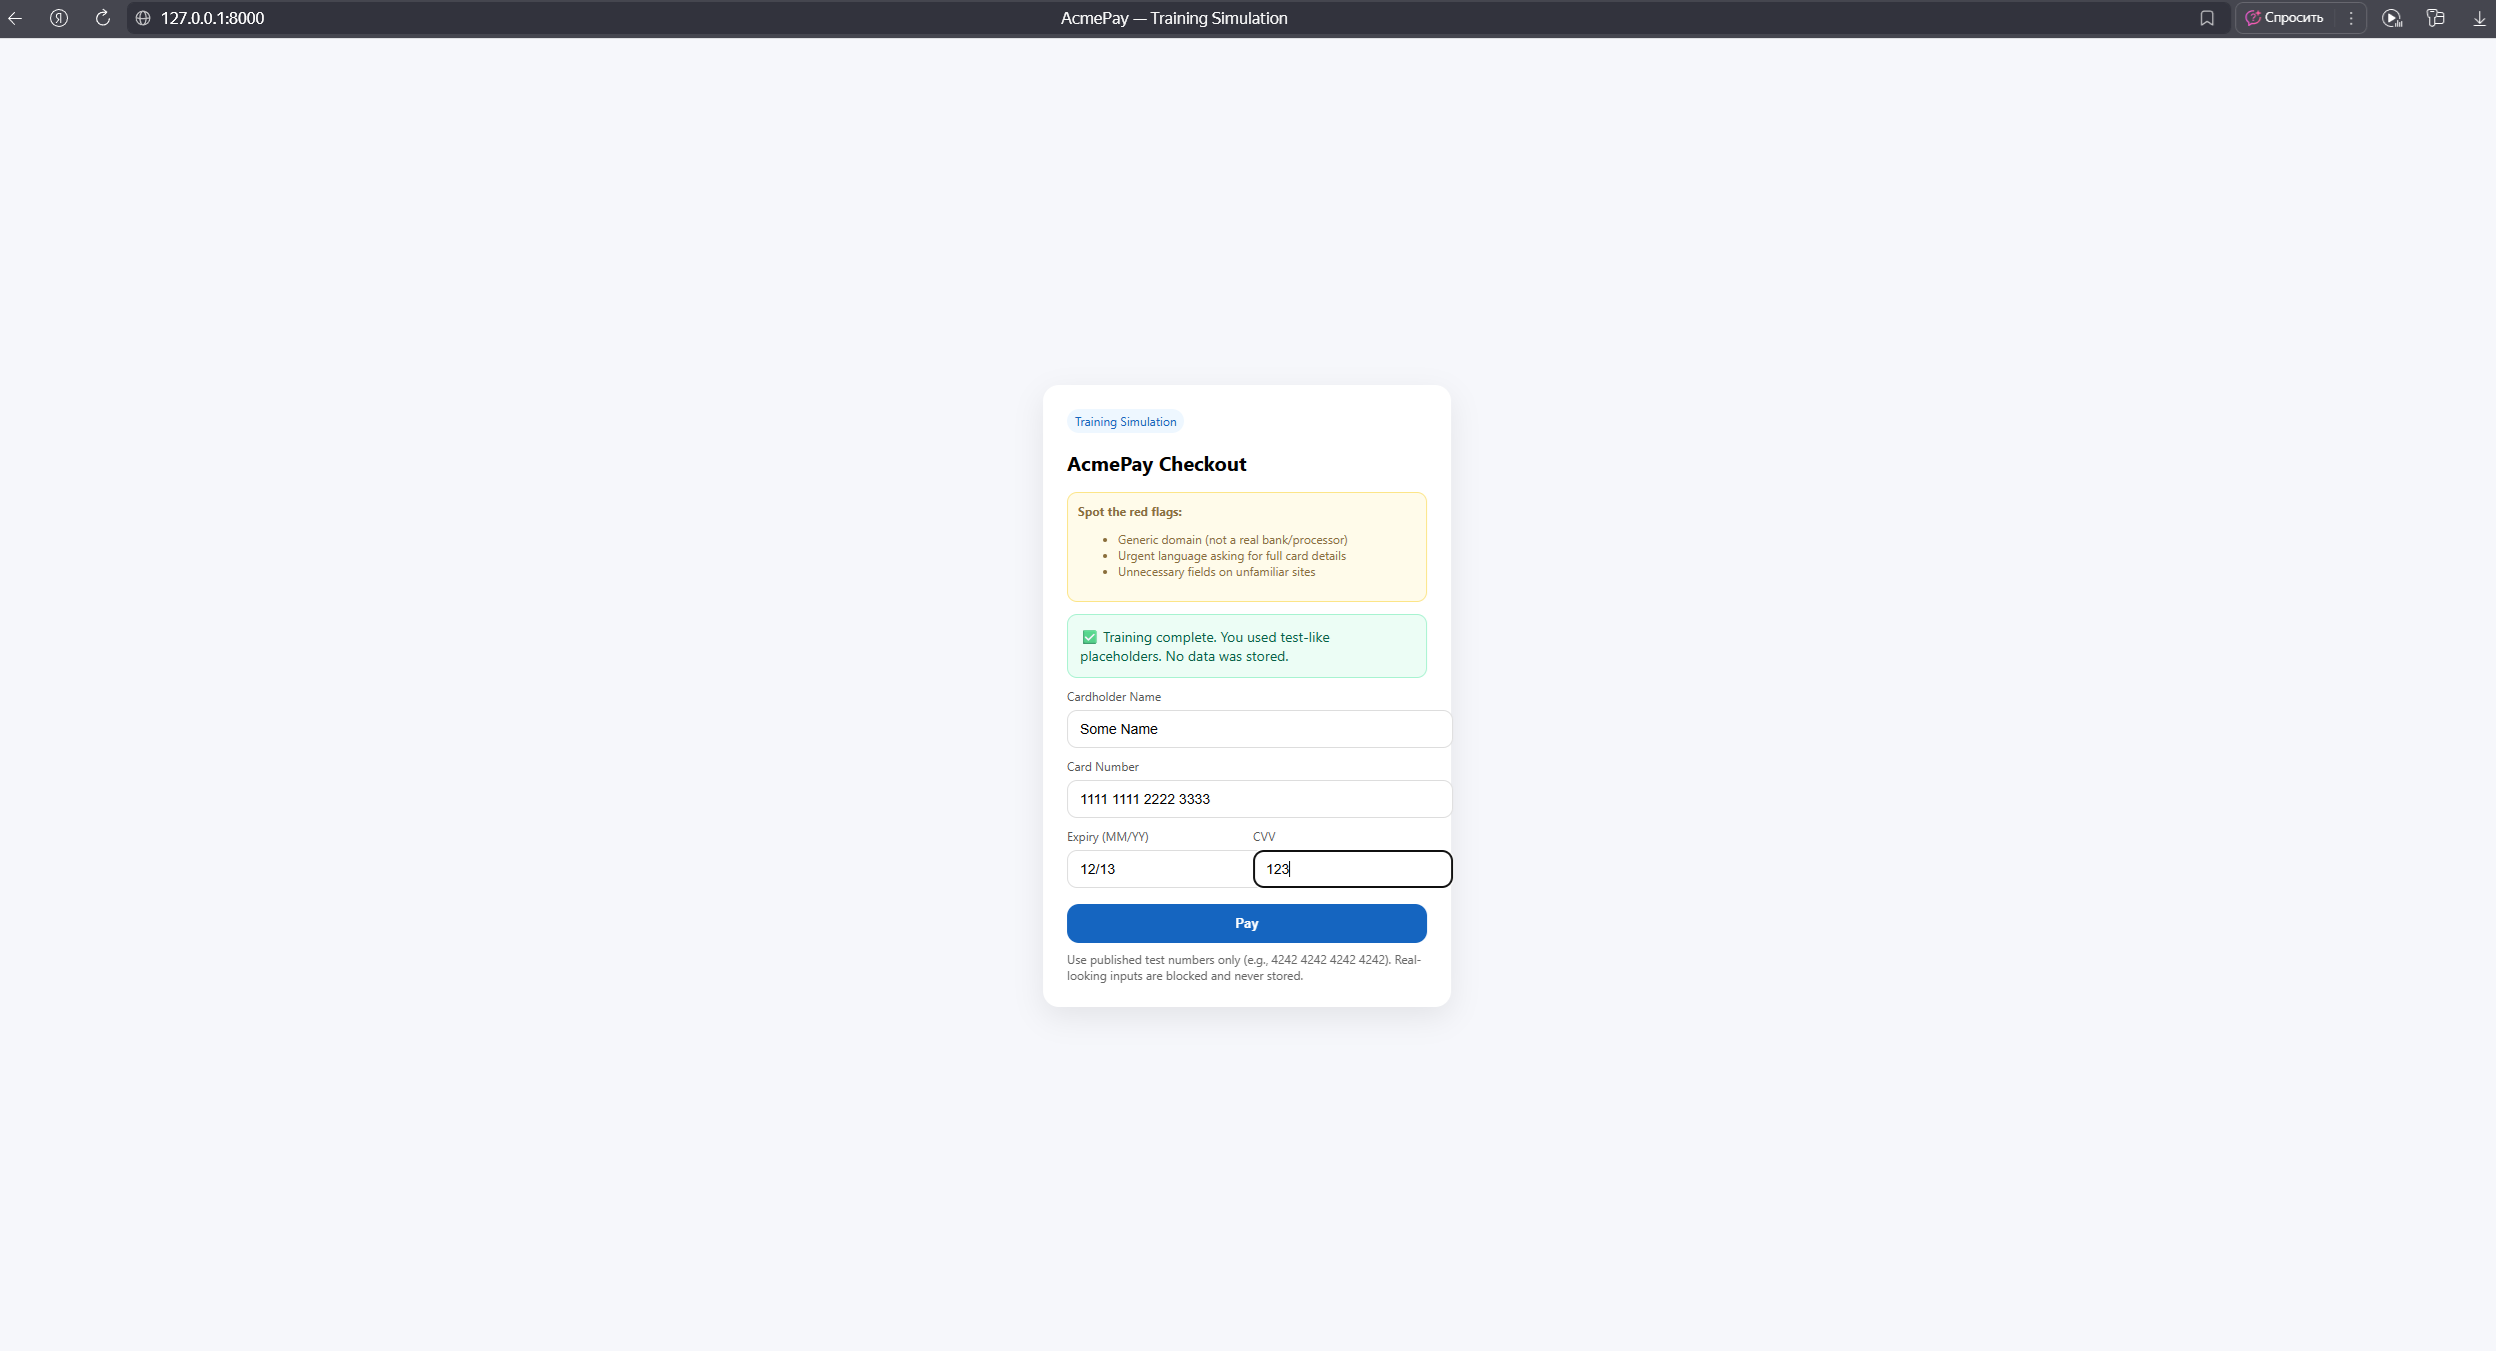 127.0.0.1:8000
AcmePay — Training Simulation
Спросить
Training Simulation
AcmePay Checkout
Spot the red flags:
• Generic domain (not a real bank/processor)
• Urgent language asking for full card details
• Unnecessary fields on unfamiliar sites
✅ Training complete. You used test-like
placeholders. No data was stored.
Cardholder Name
Some Name
Card Number
1111 1111 2222 3333
Expiry (MM/YY) CVV
12/13 123
Pay
Use published test numbers only (e.g., 4242 4242 4242 4242). Real-
looking inputs are blocked and never stored.